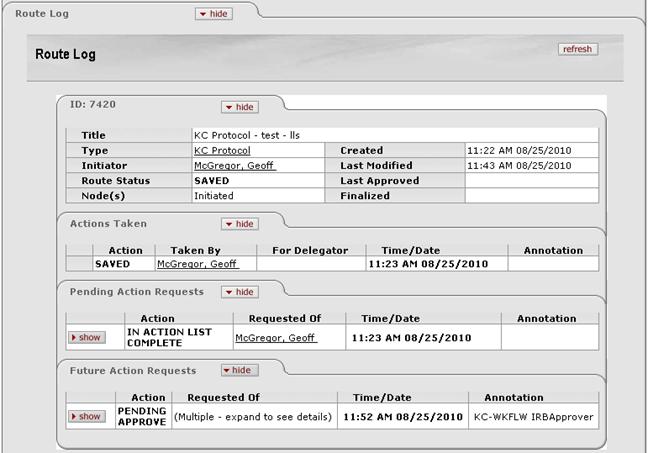 Route Log hide
Route Log refresh
ID: 7420 hide
Title KC Protocol - test - lls
Type KC Protocol Created 11:22 AM 08/25/2010
Initiator McGregor, Geoff Last Modified 11:43 AM 08/25/2010
Route Status SAVED Last Approved
Node(s) Initiated Finalized
Actions Taken hide
Action Taken By For Delegator Time/Date Annotation
SAVED McGregor, Geoff 11:23 AM 08/25/2010
Pending Action Requests hide
Action Requested Of Time/Date Annotation
show IN ACTION LIST
COMPLETE McGregor, Geoff 11:23 AM 08/25/2010
Future Action Requests hide
Action Requested Of Time/Date Annotation
show PENDING
APPROVE (Multiple - expand to see details) 11:52 AM 08/25/2010 KC-WKFLW IRBApprover